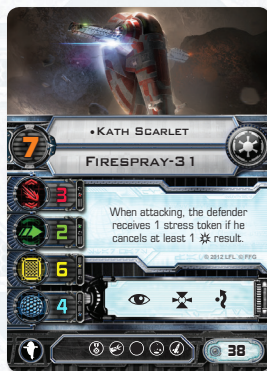 •Kath Scarlet
7
Firespray-31
3
When attacking, the defender
receives 1 stress token if he
cancels at least 1 result.
2
© 2012 LFL © FFG
6
4
38